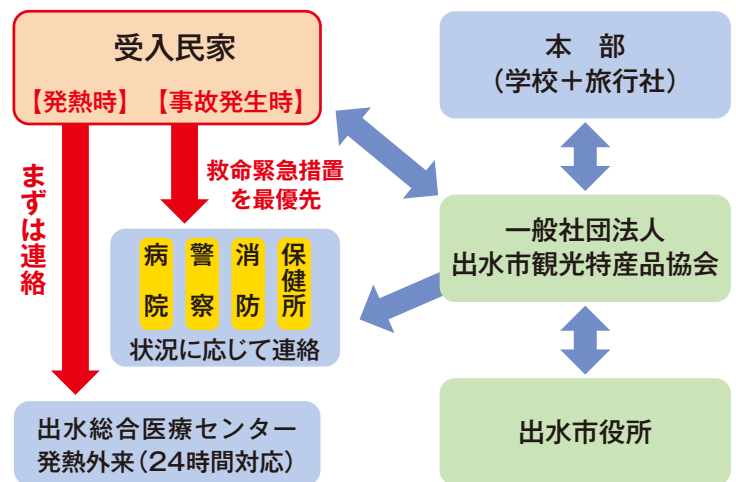 受入民家
【発熱時】 【事故発生時】
まずは連絡
救命緊急措置
を最優先
病院 警察 消防 保健所
状況に応じて連絡
出水総合医療センター
発熱外来（24時間対応）
本 部
（学校＋旅行社）
一般社団法人
出水市観光特産品協会
出水市役所